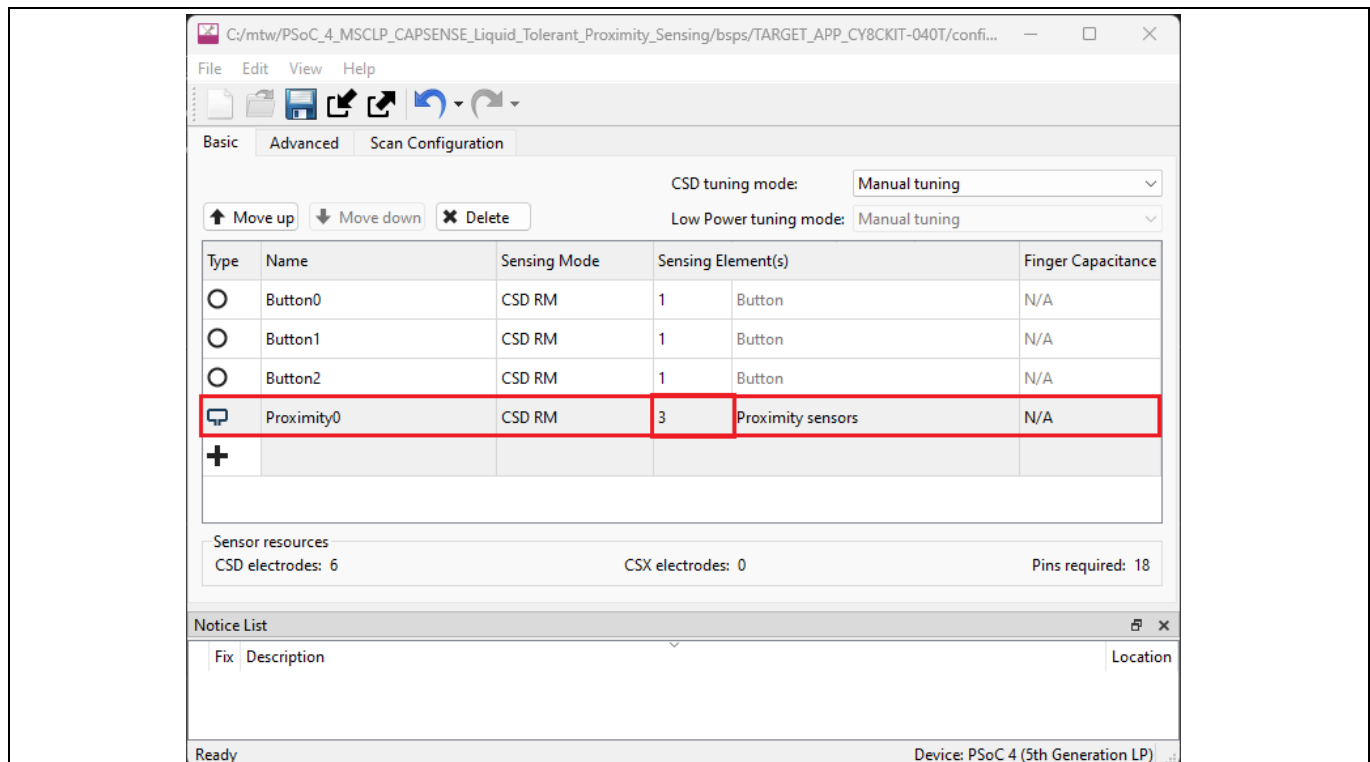 C:/mtw/PSoC_4_MSCLP_CAPSENSE_Liquid_Tolerant_Proximity_Sensing/bsps/TARGET_APP_CY8CKIT-040T/confi...
File Edit View Help
Basic Advanced Scan Configuration
CSD tuning mode: Manual tuning
Move up Move down Delete Low Power tuning mode: Manual tuning
Type Name Sensing Mode Sensing Element(s) Finger Capacitance
Button0 CSD RM 1 Button N/A
Button1 CSD RM 1 Button N/A
Button2 CSD RM 1 Button N/A
Proximity0 CSD RM 3 Proximity sensors N/A
Sensor resources
CSD electrodes: 6 CSX electrodes: 0 Pins required: 18
Notice List
Fix Description Location
Ready Device: PSoC 4 (5th Generation LP)